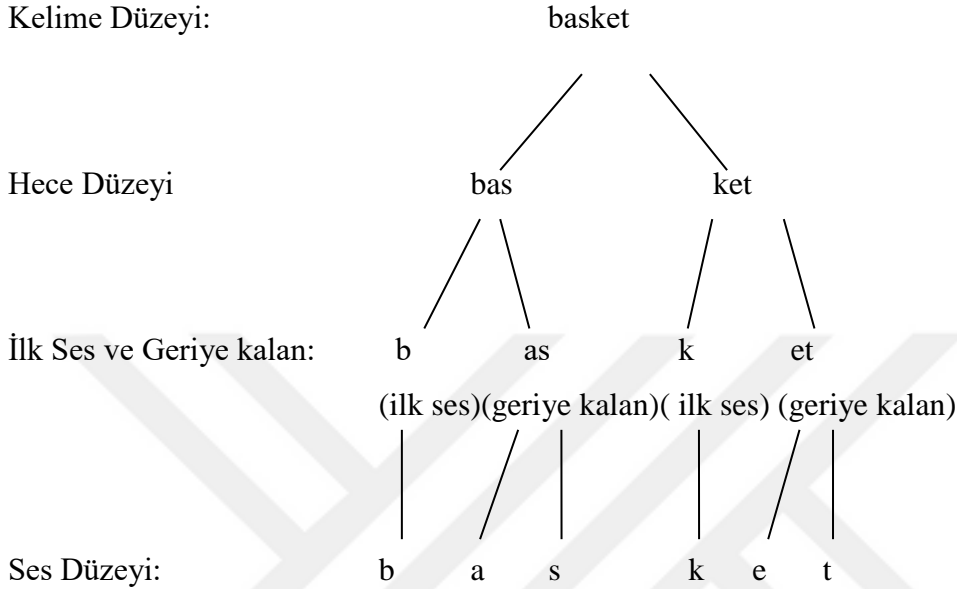 Kelime Düzeyi: basket
Hece Düzeyi bas ket
İlk Ses ve Geriye kalan: b as k et
(ilk ses)(geriye kalan)( ilk ses) (geriye kalan)
Ses Düzeyi: b a s k e t